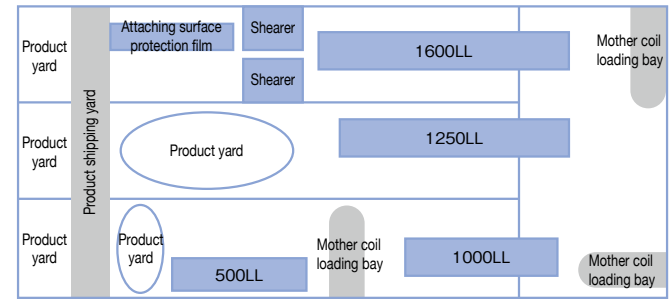 Product
yard
Attaching surface
protection film
Shearer
Shearer
1600LL
Mother coil
loading bay
Product shipping yard
Product
yard
Product yard
1250LL
Product
yard
Product
yard
500LL
Mother coil
loading bay
1000LL
Mother coil
loading bay